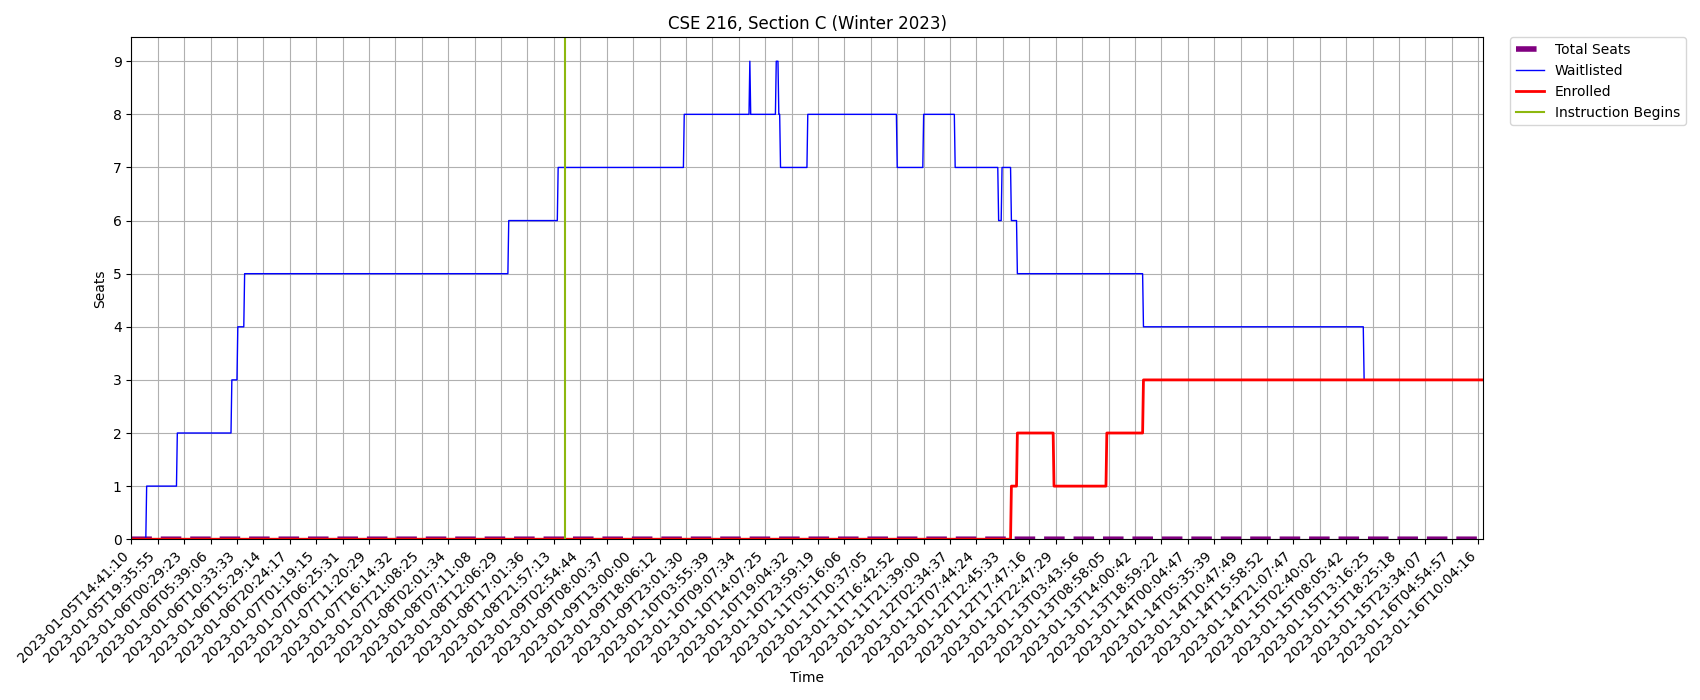 CSE 216, Section C (Winter 2023)
Total Seats
Waitlisted
Enrolled
Instruction Begins
Seats
9
8
7
6
5
4
3
2
1
0
2023-01-05T14:41:10
2023-01-05T19:35:55
2023-01-06T00:29:23
2023-01-06T05:39:06
2023-01-06T10:33:33
2023-01-06T15:29:14
2023-01-06T20:24:17
2023-01-07T01:19:15
2023-01-07T06:25:31
2023-01-07T11:20:29
2023-01-07T16:14:32
2023-01-07T21:08:25
2023-01-08T02:01:34
2023-01-08T07:11:08
2023-01-08T12:06:29
2023-01-08T17:01:36
2023-01-08T21:57:13
2023-01-09T02:54:44
2023-01-09T08:00:37
2023-01-09T13:00:00
2023-01-09T18:06:12
2023-01-09T23:01:30
2023-01-10T03:55:39
2023-01-10T09:07:34
2023-01-10T14:07:25
2023-01-10T19:04:32
2023-01-10T23:59:19
2023-01-11T05:16:06
2023-01-11T10:37:05
2023-01-11T16:42:52
2023-01-11T21:39:00
2023-01-12T02:34:37
2023-01-12T07:44:24
2023-01-12T12:45:33
2023-01-12T17:47:16
2023-01-12T22:47:29
2023-01-13T03:43:56
2023-01-13T08:58:05
2023-01-13T14:00:42
2023-01-13T18:59:22
2023-01-14T00:04:47
2023-01-14T05:35:39
2023-01-14T10:47:49
2023-01-14T15:58:52
2023-01-14T21:07:47
2023-01-15T02:40:02
2023-01-15T08:05:42
2023-01-15T13:16:25
2023-01-15T18:25:18
2023-01-15T23:34:07
2023-01-16T04:54:57
2023-01-16T10:04:16
Time